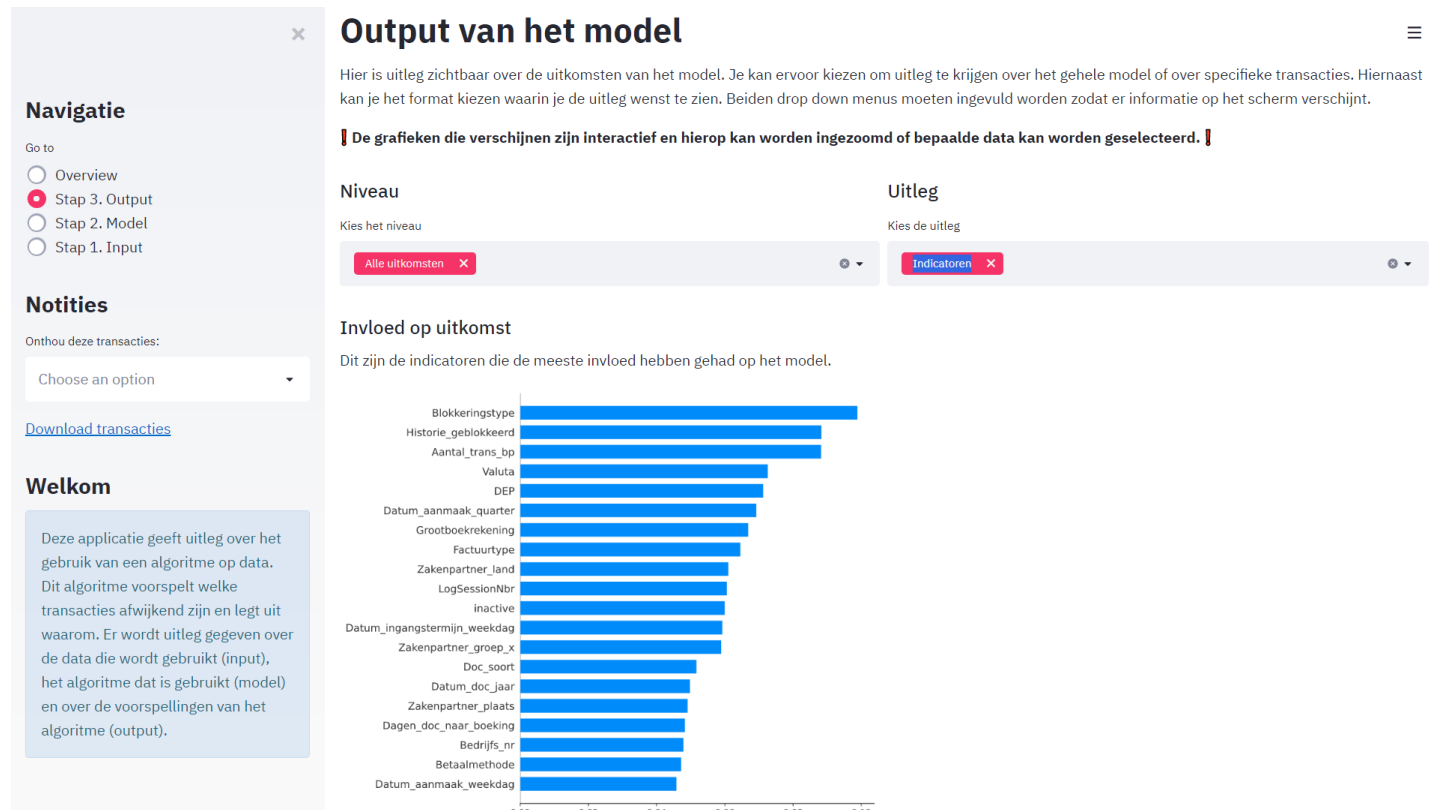 Navigatie
Go to
Overview
Stap 3. Output
Stap 2. Model
Stap 1. Input
Notities
Onthou deze transacties:
Choose an option
Download transacties
Welkom
Deze applicatie geeft uitleg over het
gebruik van een algoritme op data.
Dit algoritme voorspelt welke
transacties afwijkend zijn en legt uit
waarom. Er wordt uitleg gegeven over
de data die wordt gebruikt (input),
het algoritme dat is gebruikt (model)
en over de voorspellingen van het
algoritme (output).
Output van het model
Hier is uitleg zichtbaar over de uitkomsten van het model. Je kan ervoor kiezen om uitleg te krijgen over het gehele model of over specifieke transacties. Hiernaast
kan je het format kiezen waarin je de uitleg wenst te zien. Beiden drop down menus moeten ingevuld worden zodat er informatie op het scherm verschijnt.
❗De grafieken die verschijnen zijn interactief en hierop kan worden ingezoomd of bepaalde data kan worden geselecteerd.❗
Niveau
Kies het niveau
Alle uitkomsten
Uitleg
Kies de uitleg
Indicatoren
Invloed op uitkomst
Dit zijn de indicatoren die de meeste invloed hebben gehad op het model.
Blokkeringstype
Historie_geblokkeerd
Aantal_trans_bp
Valuta
DEP
Datum_aanmaak_quarter
Grootboekrekening
Factuurtype
Zakenpartner_land
LogSessionNbr
inactive
Datum_ingangstermijn_weekdag
Zakenpartner_groep_x
Doc_soort
Datum_doc_jaar
Zakenpartner_plaats
Dagen_doc_naar_boeking
Bedrijfs_nr
Betaalmethode
Datum_aanmaak_weekdag